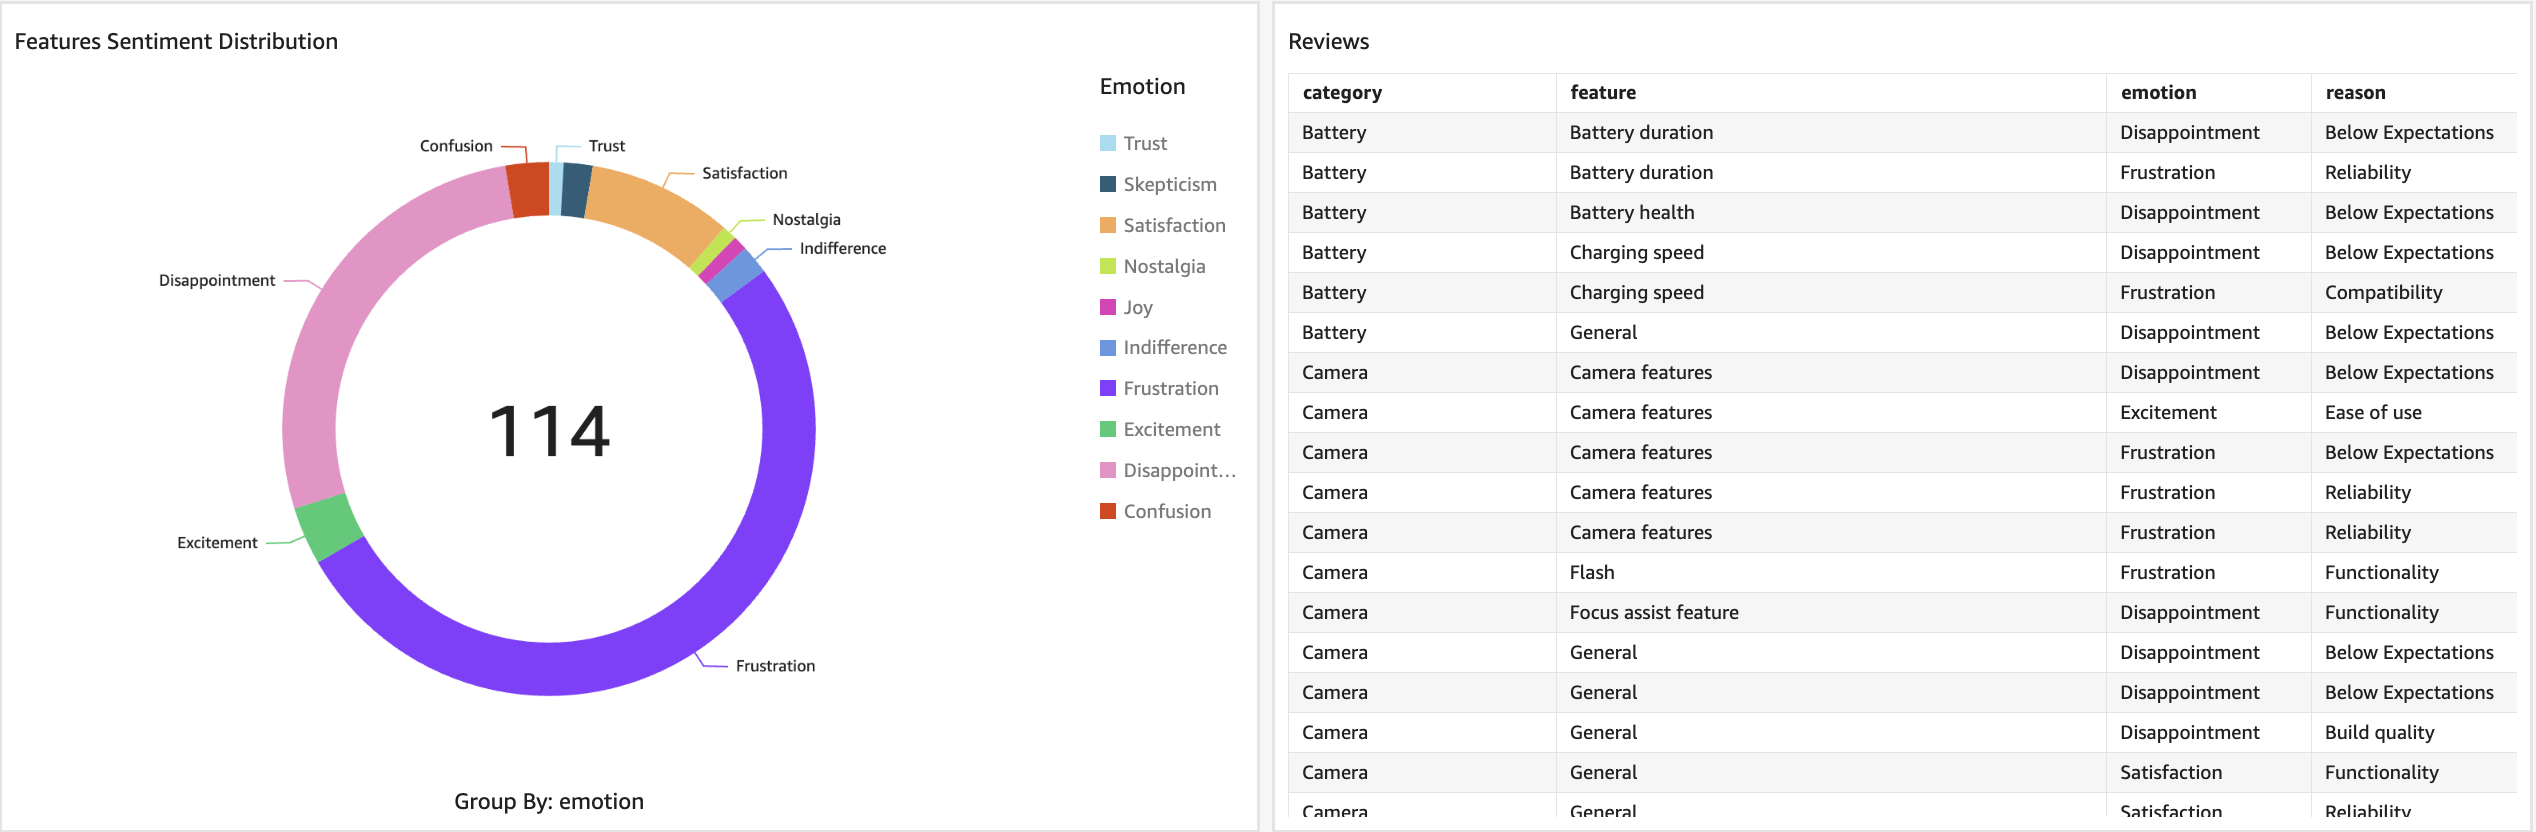 Features Sentiment Distribution
Emotion
Trust
Skepticism
Satisfaction
Nostalgia
Joy
Indifference
Frustration
Excitement
Disappoint...
Confusion
Confusion
Trust
Satisfaction
Nostalgia
Indifference
Disappointment
Excitement
Frustration
114
Group By: emotion
Reviews
category feature emotion reason
Battery Battery duration Disappointment Below Expectations
Battery Battery duration Frustration Reliability
Battery Battery health Disappointment Below Expectations
Battery Charging speed Disappointment Below Expectations
Battery Charging speed Frustration Compatibility
Battery General Disappointment Below Expectations
Camera Camera features Disappointment Below Expectations
Camera Camera features Excitement Ease of use
Camera Camera features Frustration Below Expectations
Camera Camera features Frustration Reliability
Camera Camera features Frustration Reliability
Camera Flash Frustration Functionality
Camera Focus assist feature Disappointment Functionality
Camera General Disappointment Below Expectations
Camera General Disappointment Below Expectations
Camera General Disappointment Build quality
Camera General Satisfaction Functionality
Camera General Satisfaction Reliability